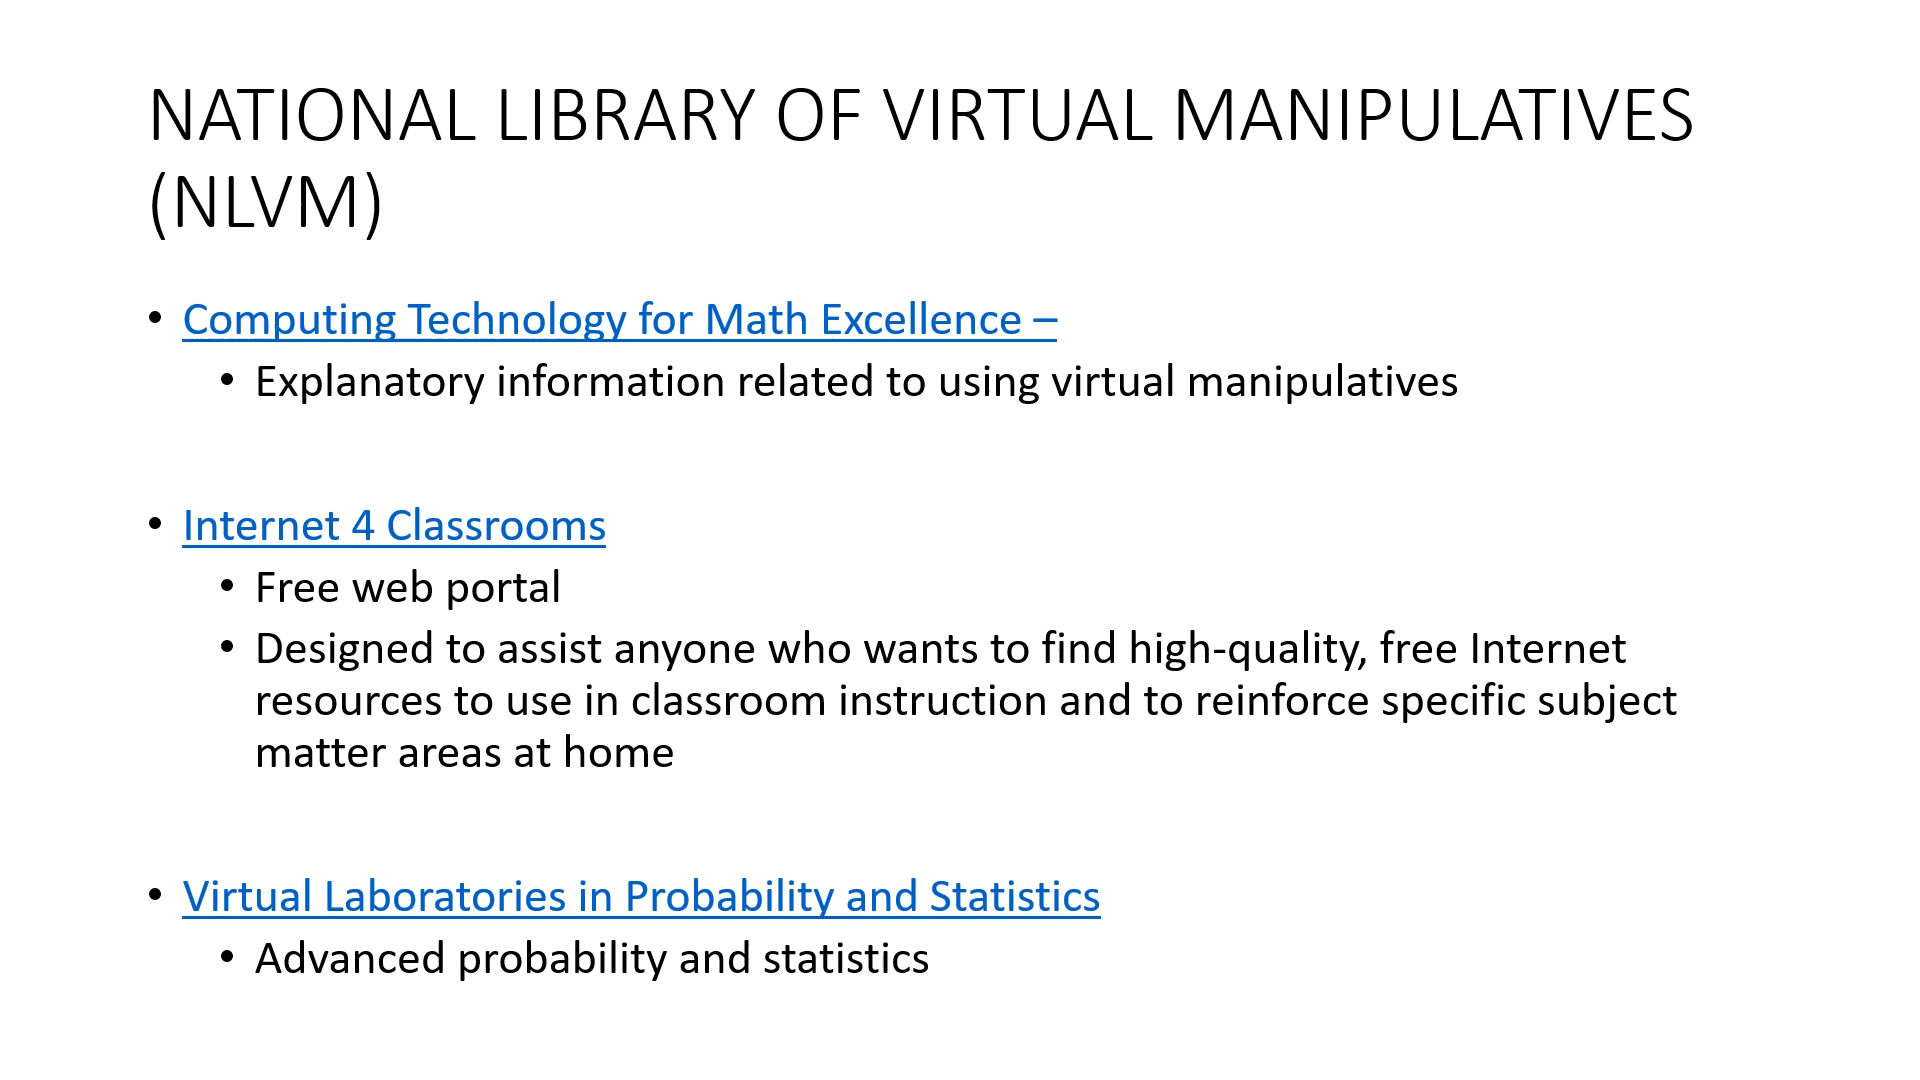 NATIONAL LIBRARY OF VIRTUAL MANIPULATIVES
(NLVM)
• Computing Technology for Math Excellence –
• Explanatory information related to using virtual manipulatives
• Internet 4 Classrooms
• Free web portal
• Designed to assist anyone who wants to find high-quality, free Internet
resources to use in classroom instruction and to reinforce specific subject
matter areas at home
• Virtual Laboratories in Probability and Statistics
• Advanced probability and statistics